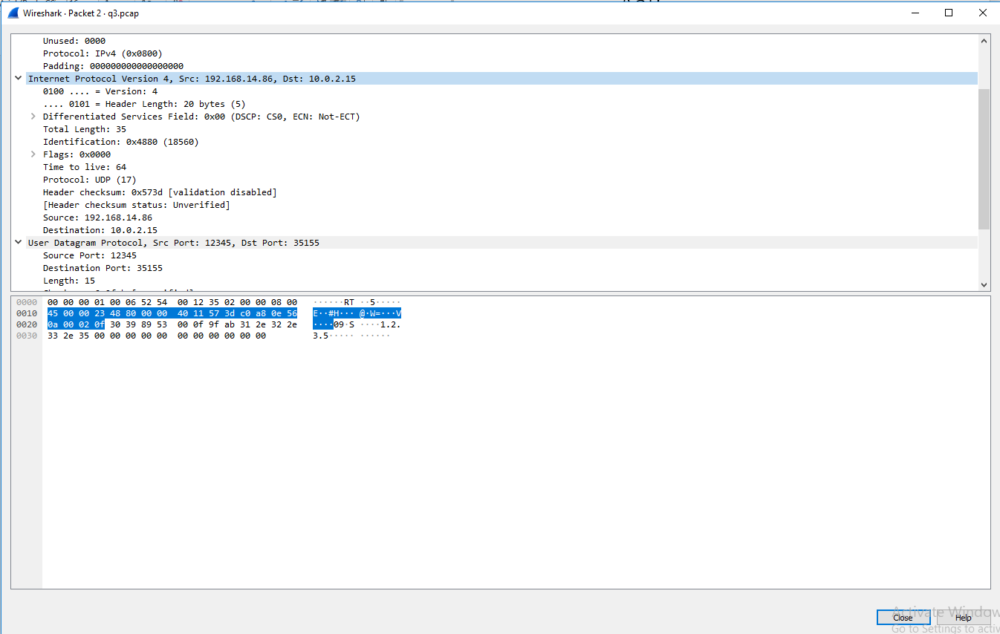 Wireshark · Packet 2 · q3.pcap
Unused: 0000
Protocol: IPv4 (0x0800)
Padding: 000000000000000000
Internet Protocol Version 4, Src: 192.168.14.86, Dst: 10.0.2.15
0100 .... = Version: 4
.... 0101 = Header Length: 20 bytes (5)
Differentiated Services Field: 0x00 (DSCP: CS0, ECN: Not-ECT)
Total Length: 35
Identification: 0x4880 (18560)
Flags: 0x0000
Time to live: 64
Protocol: UDP (17)
Header checksum: 0x573d [validation disabled]
[Header checksum status: Unverified]
Source: 192.168.14.86
Destination: 10.0.2.15
User Datagram Protocol, Src Port: 12345, Dst Port: 35155
Source Port: 12345
Destination Port: 35155
Length: 15
0000 00 00 00 01 00 06 52 54 00 12 35 02 00 00 08 00 ······RT ··5·····
0010 45 00 00 23 48 80 00 00 40 11 57 3d c0 a8 0e 56 E··#H··· @·W=···V
0020 0a 00 02 0f 30 39 89 53 00 0f 9f ab 31 2e 32 2e ····09·S ····1.2.
0030 33 2e 35 00 00 00 00 00 00 00 00 00 00 00 3.5····· ······
Activate Window
Close Help
Go to Settings to activ